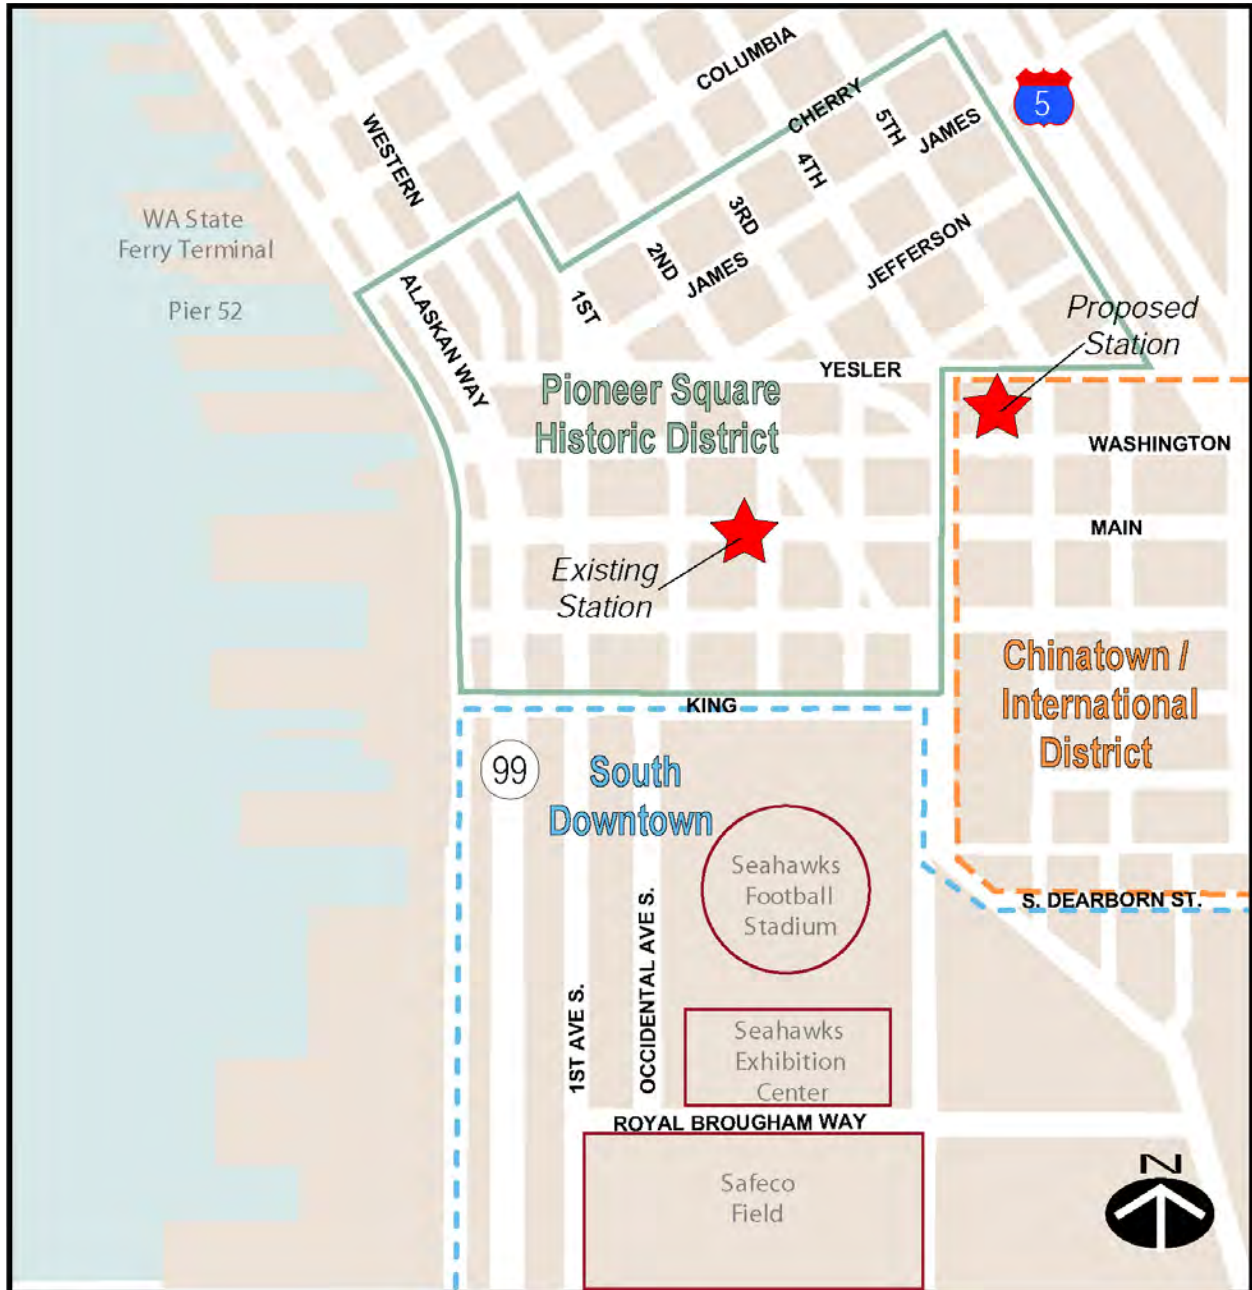 COLUMBIA
CHERRY
5
5TH
JAMES
WESTERN
4TH
3RD
WA State
Ferry Terminal
Pier 52
2ND
JAMES
JEFFERSON
ALASKAN WAY
1ST
Proposed
Station
YESLER
Pioneer Square
Historic District
WASHINGTON
MAIN
Existing
Station
Chinatown /
International
District
KING
99
South
Downtown
Seahawks
Football
Stadium
S. DEARBORN ST.
1ST AVE S.
OCCIDENTAL AVE S.
Seahawks
Exhibition
Center
ROYAL BROUGHAM WAY
Safeco
Field
N